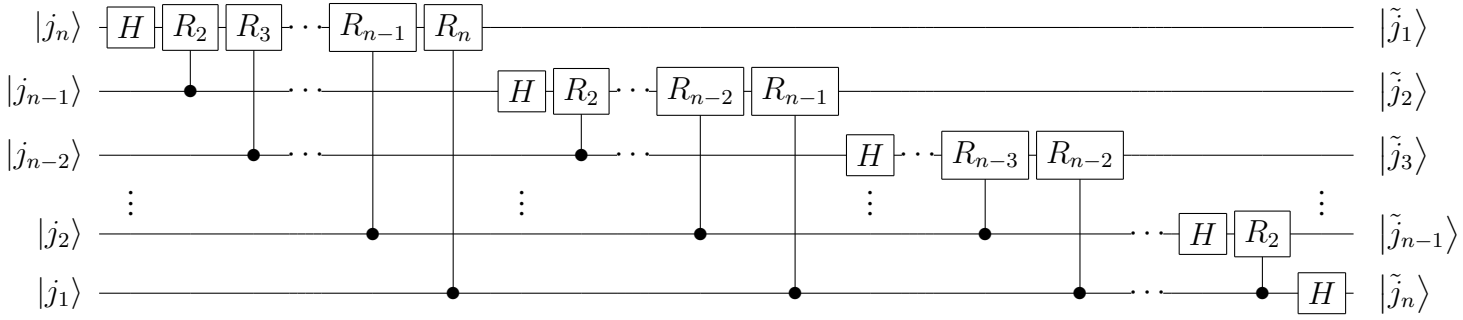 |j_n⟩ H R_2 R_3 ··· R_{n−1} R_n |j̃_1⟩
|j_{n−1}⟩ ··· H R_2 ··· R_{n−2} R_{n−1} |j̃_2⟩
|j_{n−2}⟩ ··· ··· H ··· R_{n−3} R_{n−2} |j̃_3⟩
⋮ ⋮ ⋮ ⋮
|j_2⟩ ··· H R_2 |j̃_{n−1}⟩
|j_1⟩ ··· H |j̃_n⟩